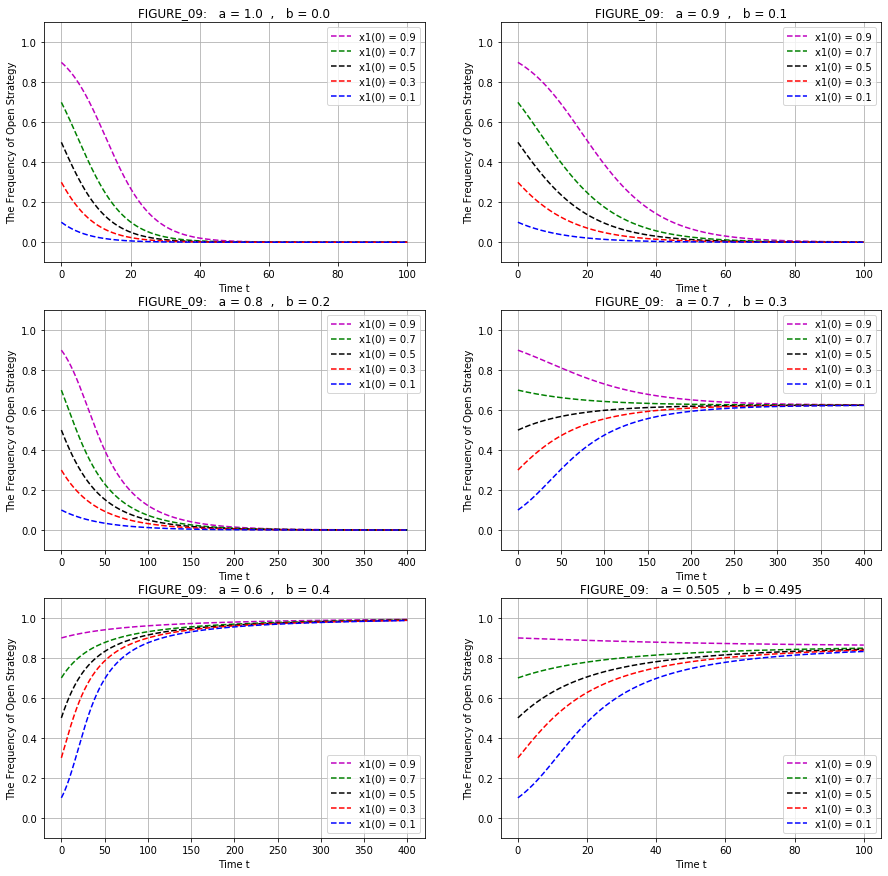 FIGURE_09: a = 1.0 , b = 0.0
The Frequency of Open Strategy
1.0
0.8
0.6
0.4
0.2
0.0
x1(0) = 0.9
x1(0) = 0.7
x1(0) = 0.5
x1(0) = 0.3
x1(0) = 0.1
0 20 40 60 80 100
Time t
FIGURE_09: a = 0.9 , b = 0.1
The Frequency of Open Strategy
1.0
0.8
0.6
0.4
0.2
0.0
x1(0) = 0.9
x1(0) = 0.7
x1(0) = 0.5
x1(0) = 0.3
x1(0) = 0.1
0 20 40 60 80 100
Time t
FIGURE_09: a = 0.8 , b = 0.2
The Frequency of Open Strategy
1.0
0.8
0.6
0.4
0.2
0.0
x1(0) = 0.9
x1(0) = 0.7
x1(0) = 0.5
x1(0) = 0.3
x1(0) = 0.1
0 50 100 150 200 250 300 350 400
Time t
FIGURE_09: a = 0.7 , b = 0.3
The Frequency of Open Strategy
1.0
0.8
0.6
0.4
0.2
0.0
x1(0) = 0.9
x1(0) = 0.7
x1(0) = 0.5
x1(0) = 0.3
x1(0) = 0.1
0 50 100 150 200 250 300 350 400
Time t
FIGURE_09: a = 0.6 , b = 0.4
The Frequency of Open Strategy
1.0
0.8
0.6
0.4
0.2
0.0
x1(0) = 0.9
x1(0) = 0.7
x1(0) = 0.5
x1(0) = 0.3
x1(0) = 0.1
0 50 100 150 200 250 300 350 400
Time t
FIGURE_09: a = 0.505 , b = 0.495
The Frequency of Open Strategy
1.0
0.8
0.6
0.4
0.2
0.0
x1(0) = 0.9
x1(0) = 0.7
x1(0) = 0.5
x1(0) = 0.3
x1(0) = 0.1
0 20 40 60 80 100
Time t